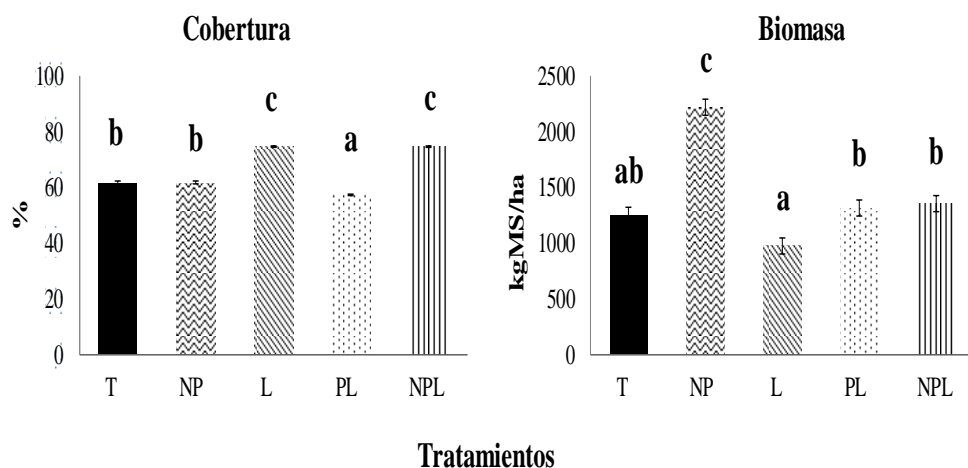 Cobertura
100
80
60
40
20
0
%
b
b
c
a
c
T NP L PL NPL
Biomasa
2500
2000
1500
1000
500
0
kgMS/ha
ab
c
a
b
b
T NP L PL NPL
Tratamientos